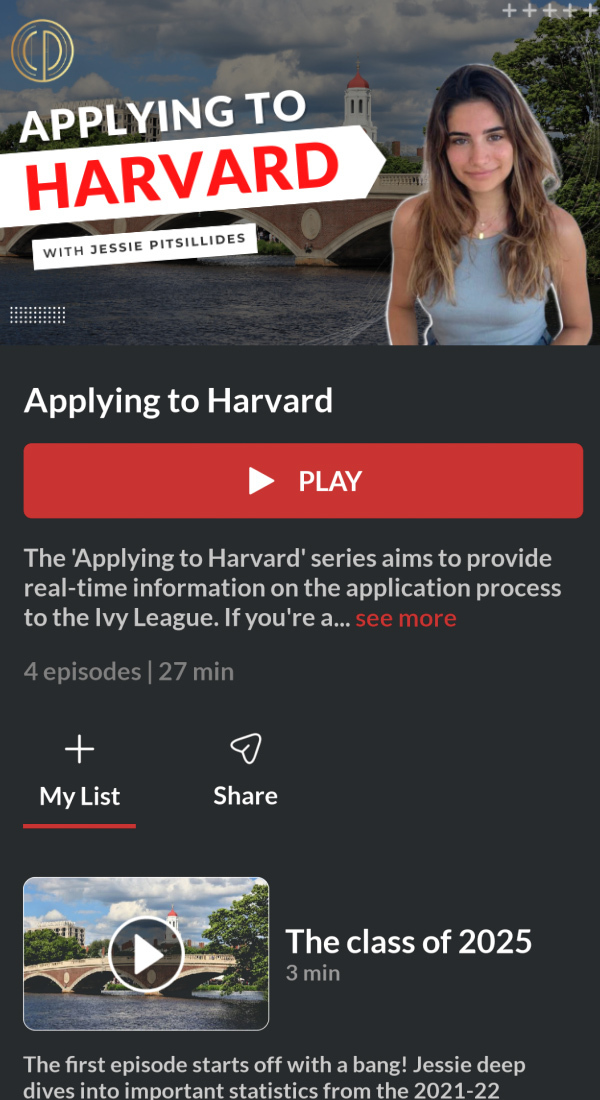 APPLYING TO
HARVARD
WITH JESSIE PITSILLIDES
Applying to Harvard
PLAY
The 'Applying to Harvard' series aims to provide
real-time information on the application process
to the Ivy League. If you're a... see more
4 episodes | 27 min
My List
Share
The class of 2025
3 min
The first episode starts off with a bang! Jessie deep
dives into important statistics from the 2021-22